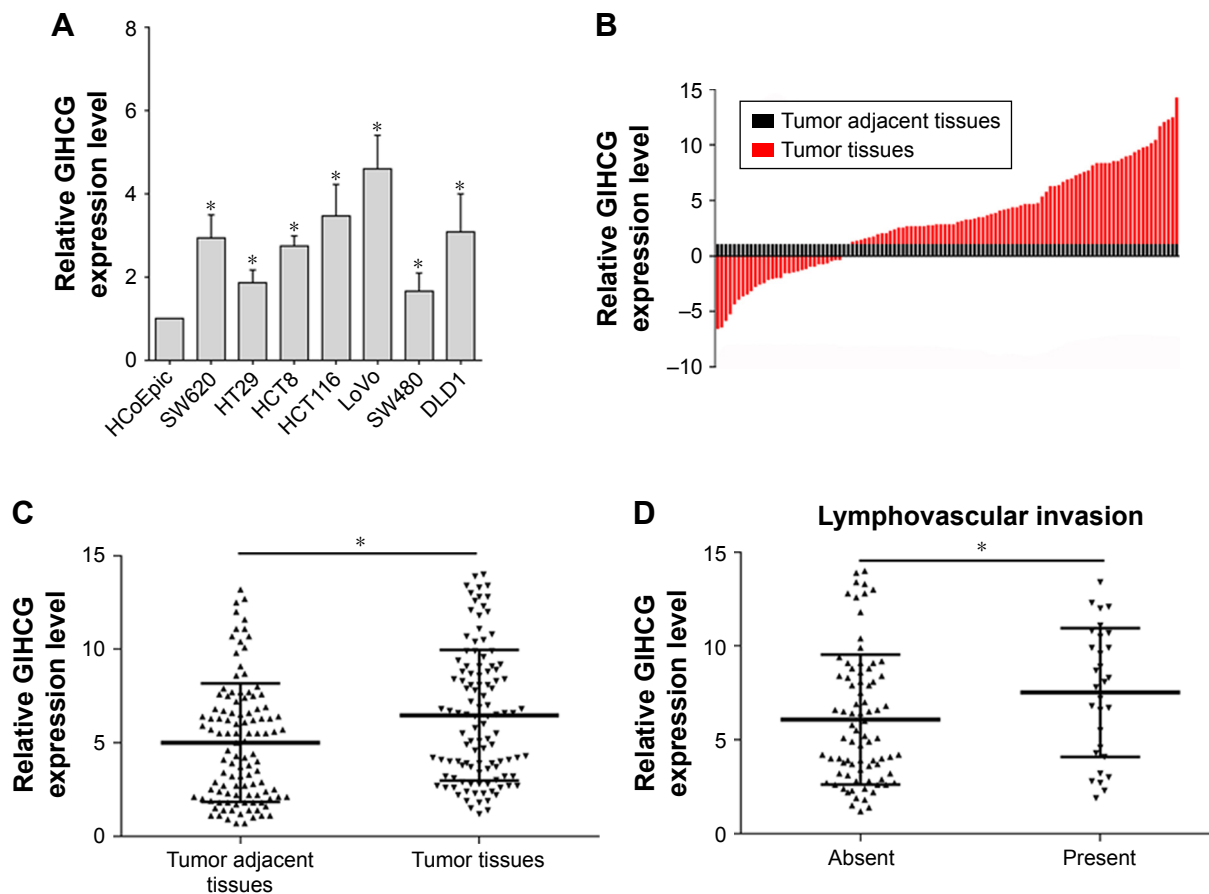 A
Relative GIHCG
expression level
8
6
4
2
0
*
*
*
*
*
*
*
HCoEpic
SW620
HT29
HCT8
HCT116
LoVo
SW480
DLD1
B
Relative GIHCG
expression level
15
10
5
0
–5
–10
Tumor adjacent tissues
Tumor tissues
C
Relative GIHCG
expression level
15
10
5
0
*
Tumor adjacent
tissues
Tumor tissues
D
Lymphovascular invasion
Relative GIHCG
expression level
15
10
5
0
*
Absent
Present